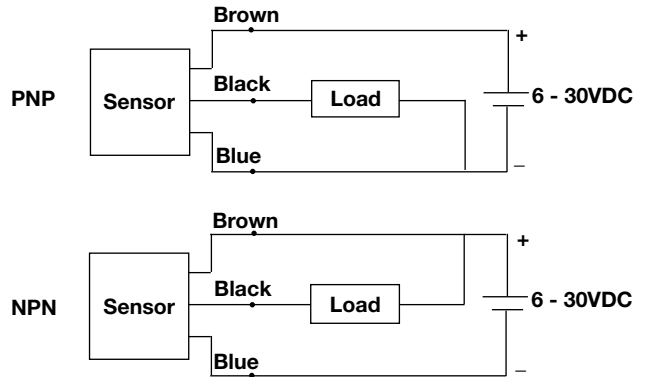 Brown
+
PNP
Sensor
Black
Load
6 - 30VDC
Blue
–
Brown
+
NPN
Sensor
Black
Load
6 - 30VDC
Blue
–